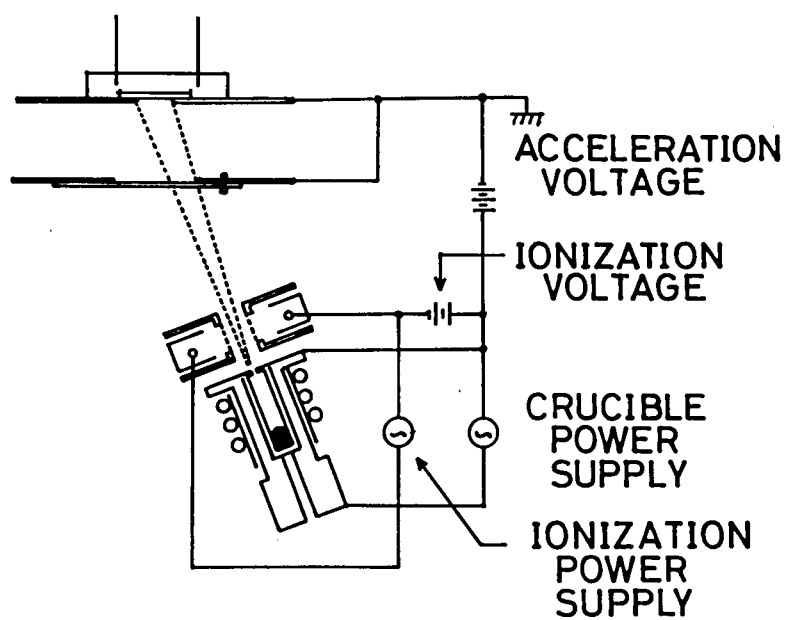 ACCELERATION
VOLTAGE
IONIZATION
VOLTAGE
CRUCIBLE
POWER
SUPPLY
IONIZATION
POWER
SUPPLY